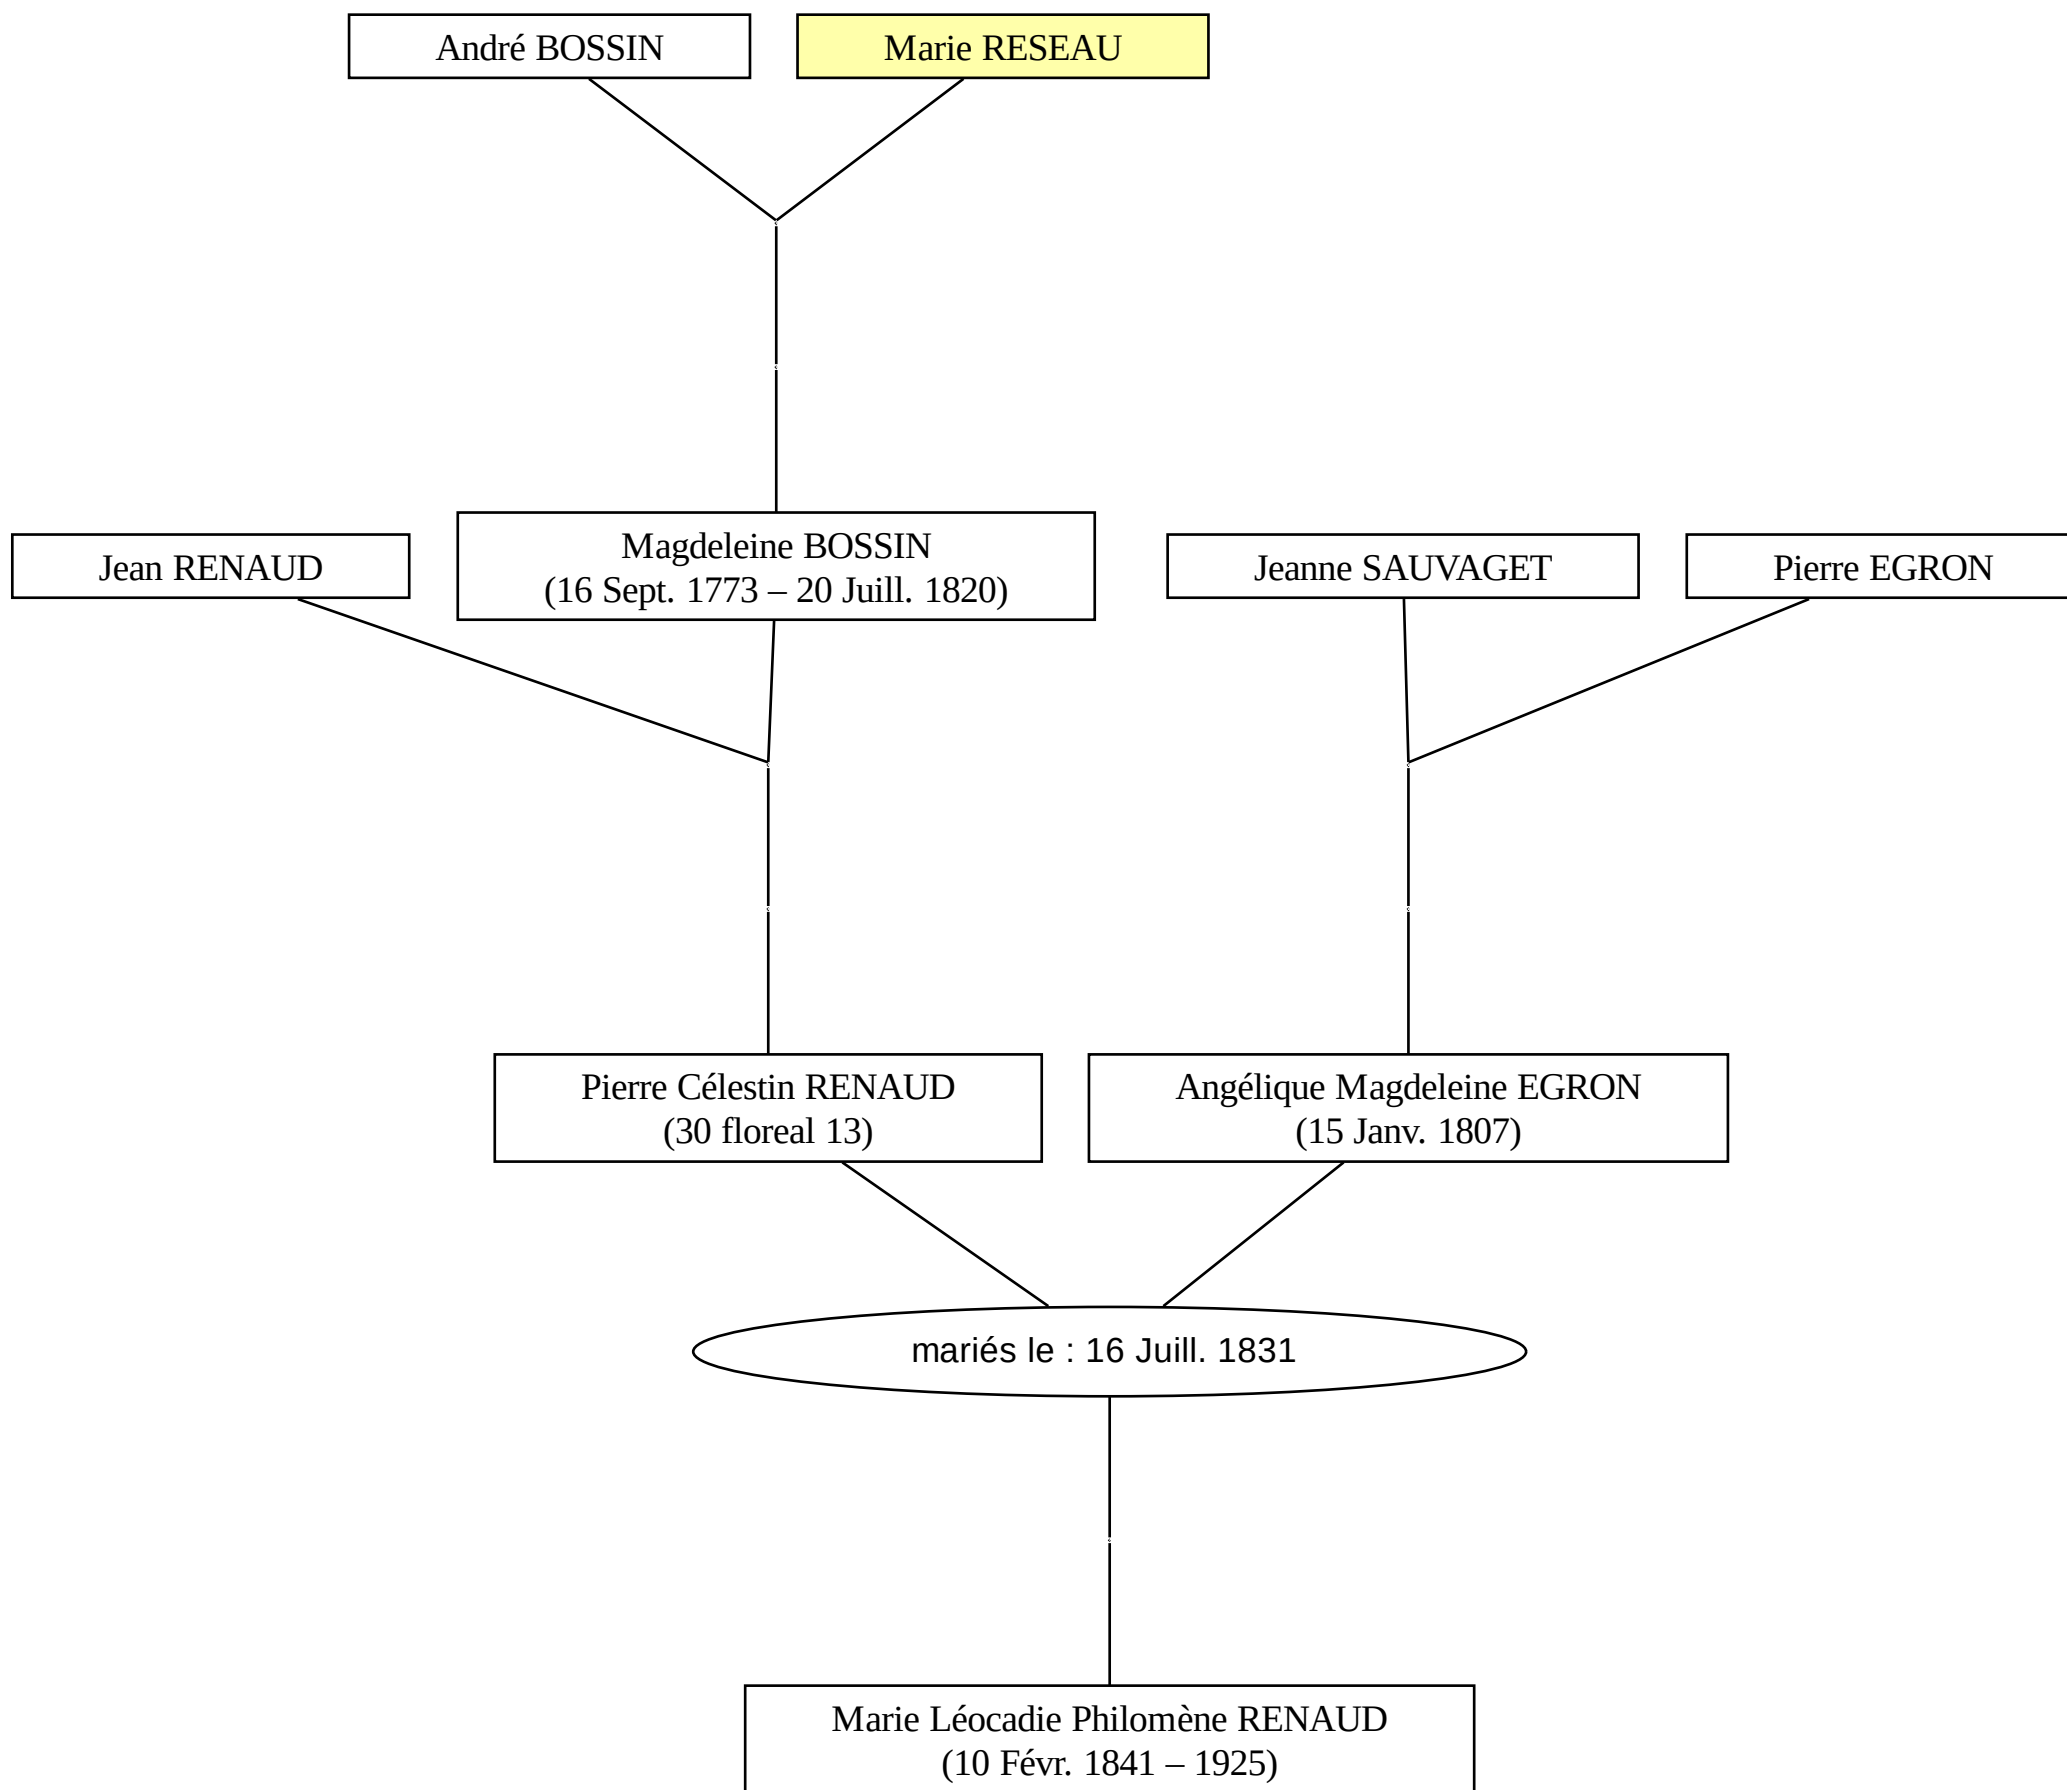 André BOSSIN
Marie RESEAU
Jean RENAUD
Magdeleine BOSSIN
(16 Sept. 1773 – 20 Juill. 1820)
Jeanne SAUVAGET
Pierre EGRON
Pierre Célestin RENAUD
(30 floreal 13)
Angélique Magdeleine EGRON
(15 Janv. 1807)
mariés le : 16 Juill. 1831
Marie Léocadie Philomène RENAUD
(10 Févr. 1841 – 1925)